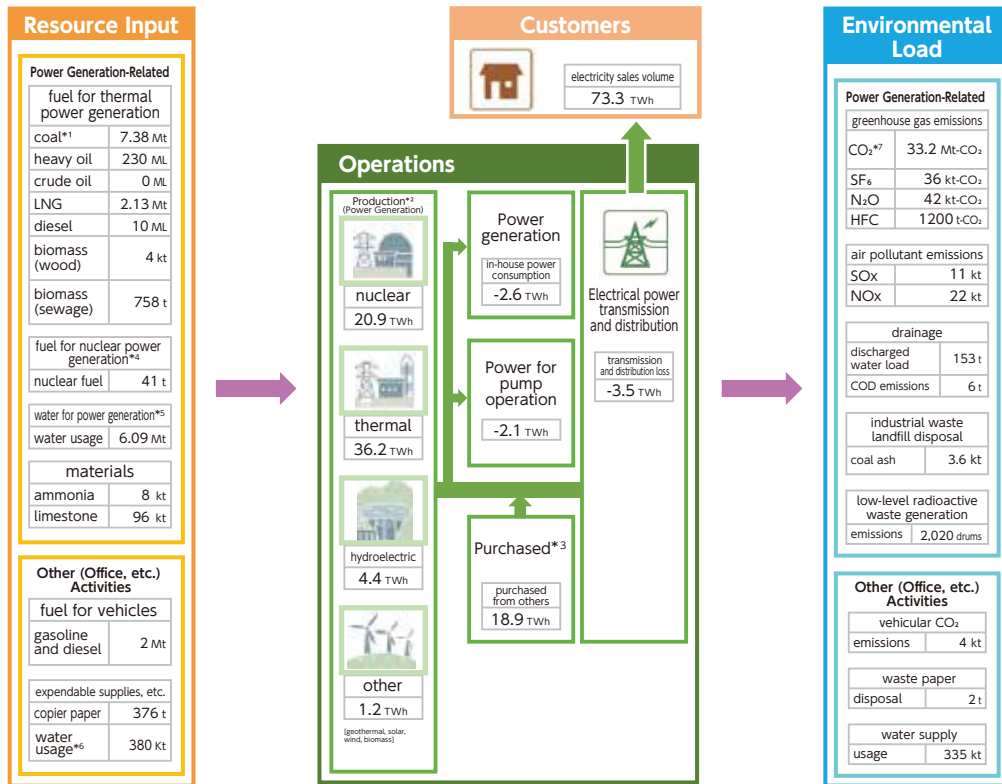 Resource Input
Power Generation-Related
fuel for thermal
power generation
coal*1 7.38 Mt
heavy oil 230 ML
crude oil 0 ML
LNG 2.13 Mt
diesel 10 ML
biomass
(wood) 4 kt
biomass
(sewage) 758 t
fuel for nuclear power
generation*4
nuclear fuel 41 t
water for power generation*5
water usage 6.09 Mt
materials
ammonia 8 kt
limestone 96 kt
Other (Office, etc.)
Activities
fuel for vehicles
gasoline
and diesel 2 Mt
expendable supplies, etc.
copier paper 376 t
water
usage*6 380 Kt
Customers
electricity sales volume
73.3 TWh
Operations
Production*2
(Power Generation)
nuclear
20.9 TWh
thermal
36.2 TWh
hydroelectric
4.4 TWh
other
1.2 TWh
[geothermal, solar,
wind, biomass]
Power
generation
in-house power
consumption
-2.6 TWh
Power for
pump
operation
-2.1 TWh
Purchased*3
purchased
from others
18.9 TWh
Electrical power
transmission
and distribution
transmission
and distribution loss
-3.5 TWh
Environmental
Load
Power Generation-Related
greenhouse gas emissions
CO₂*7 33.2 Mt-CO₂
SF₆ 36 kt-CO₂
N₂O 42 kt-CO₂
HFC 1200 t-CO₂
air pollutant emissions
SOx 11 kt
NOx 22 kt
drainage
discharged
water load 153 t
COD emissions 6 t
industrial waste
landfill disposal
coal ash 3.6 kt
low-level radioactive
waste generation
emissions 2,020 drums
Other (Office, etc.)
Activities
vehicular CO₂
emissions 4 kt
waste paper
disposal 2 t
water supply
usage 335 kt